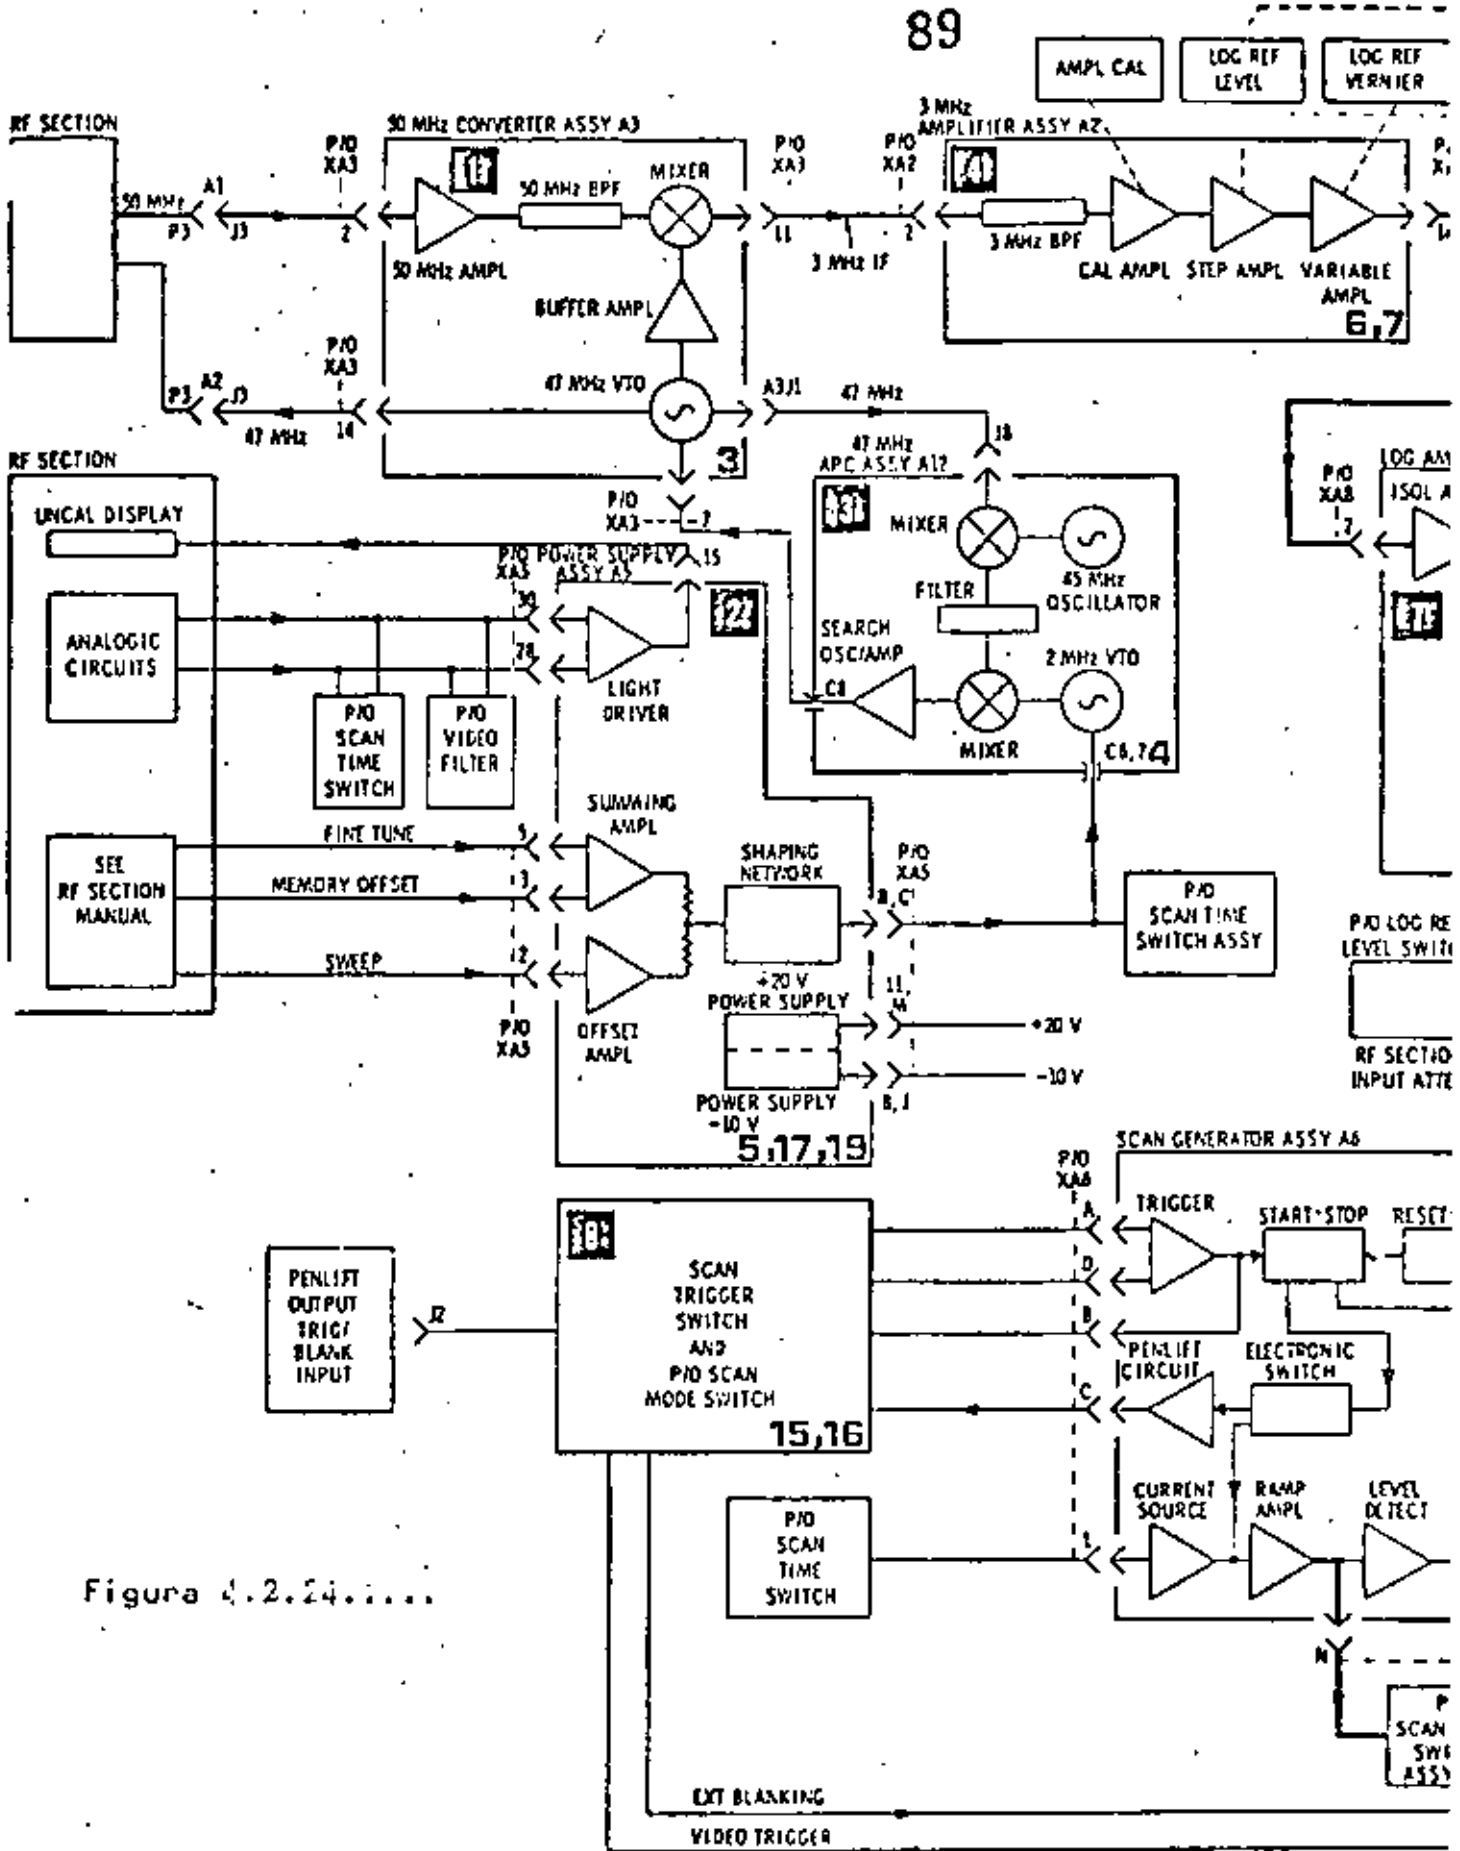 89
AMPL CAL
LOG REF
LEVEL
LOG REF
VERNIER
RF SECTION
50 MHz CONVERTER ASSY A3
3 MHz
AMPLIFIER ASSY A2
P/O
XA3
P/O
XA3
P/O
XA2
50 MHz
A1
P3
J3
2
50 MHz BPF
MIXER
50 MHz AMPL
11
3 MHz IF
2
3 MHz BPF
CAL AMPL
STEP AMPL
VARIABLE
AMPL
6,7
BUFFER AMPL
P/O
XA3
A2
P3
J3
47 MHz
14
47 MHz VTO
A3J1
47 MHz
3
J8
47 MHz
APC ASSY A12
RF SECTION
UNCAL DISPLAY
P/O
XA3
7
MIXER
45 MHz
OSCILLATOR
FILTER
P/O
XA8
LOG AM
ISOL A
P/O
XA5
POWER SUPPLY
ASSY A5
15
30
28
ANALOGIC
CIRCUITS
LIGHT
DRIVER
P/O
SCAN
TIME
SWITCH
P/O
VIDEO
FILTER
SEARCH
OSC/AMP
C8
2 MHz VTO
MIXER
C6,7
4
SUMMING
AMPL
FINE TUNE
5
MEMORY OFFSET
3
SWEEP
2
SEE
RF SECTION
MANUAL
SHAPING
NETWORK
P/O
XA5
P/O
SCAN TIME
SWITCH ASSY
P/O LOG RE
LEVEL SWIT
P/O
XA5
OFFSET
AMPL
+20 V
POWER SUPPLY
11,
M
+20 V
-10 V
POWER SUPPLY
-10 V
5,17,19
RF SECTIO
INPUT ATTE
SCAN GENERATOR ASSY A6
P/O
XA6
A
TRIGGER
START-STOP
RESET
D
B
PENLIFT
CIRCUIT
ELECTRONIC
SWITCH
C
PENLIFT
OUTPUT
TRIG/
BLANK
INPUT
J2
SCAN
TRIGGER
SWITCH
AND
P/O SCAN
MODE SWITCH
15,16
P/O
SCAN
TIME
SWITCH
CURRENT
SOURCE
RAMP
AMPL
LEVEL
DETECT
N
P
SCAN
SWI
ASSY
Figura
EXT BLANKING
VIDEO TRIGGER